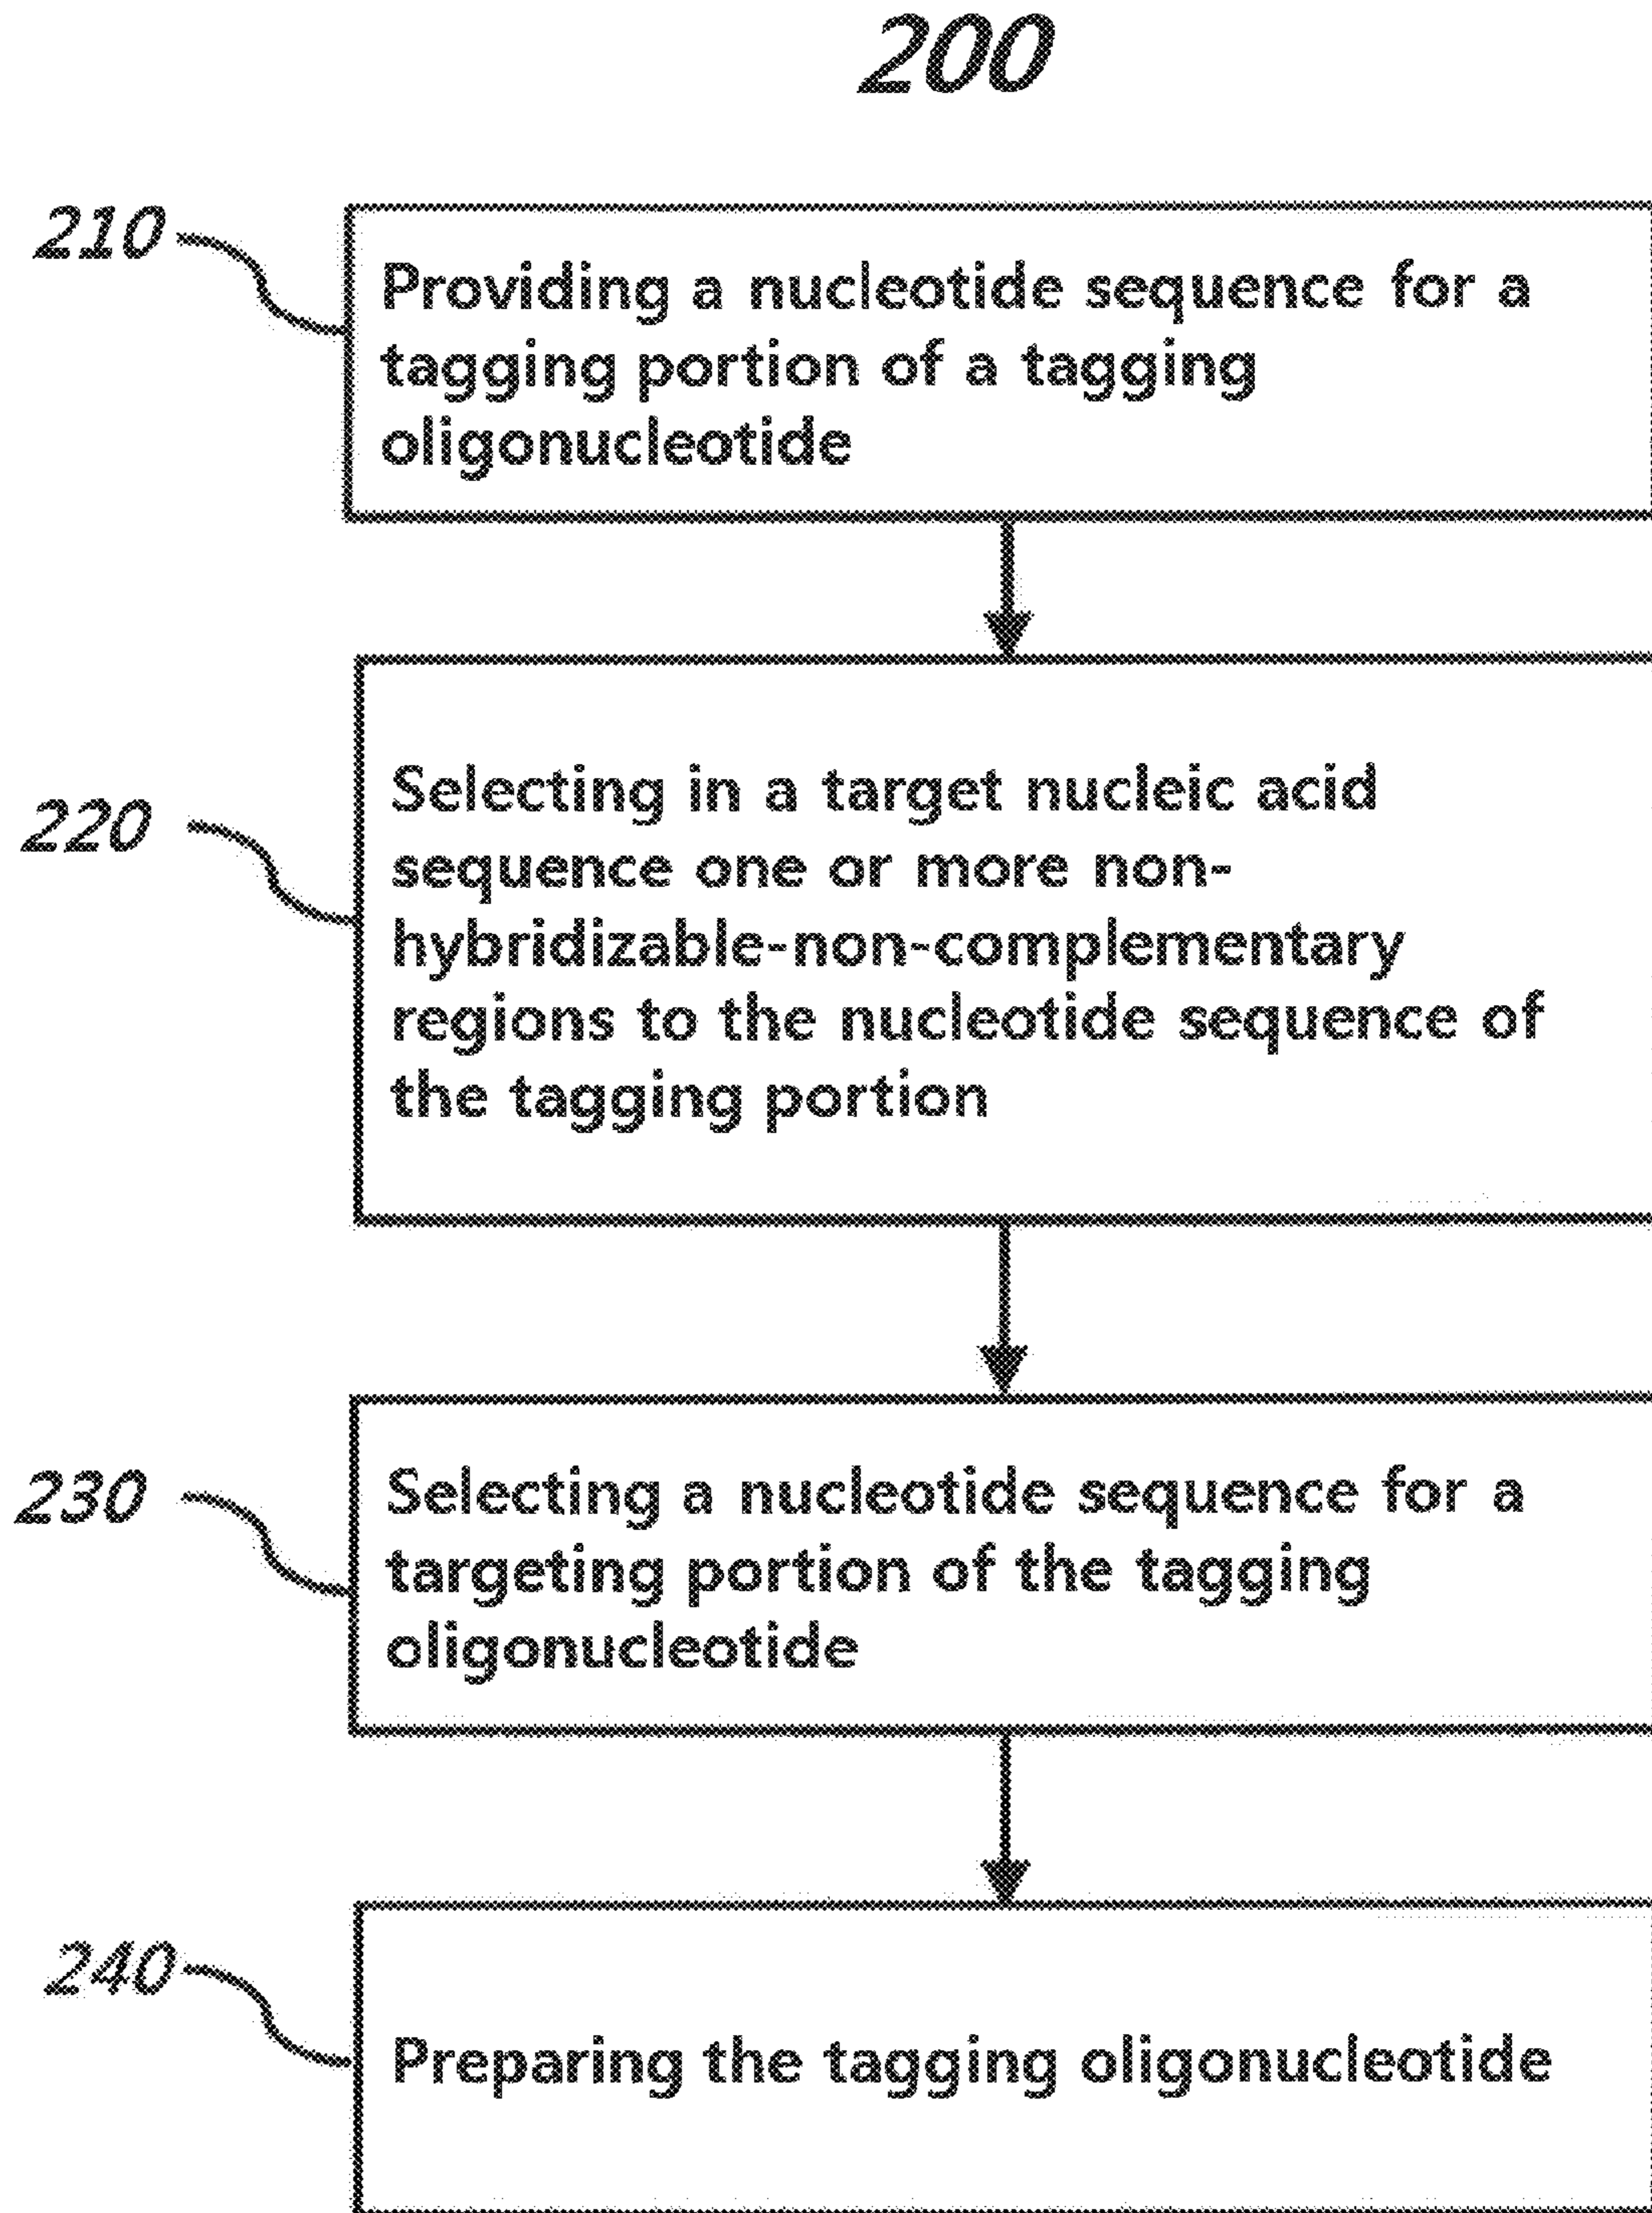 200
210
Providing a nucleotide sequence for a
tagging portion of a tagging
oligonucleotide
220
Selecting in a target nucleic acid
sequence one or more non-
hybridizable-non-complementary
regions to the nucleotide sequence of
the tagging portion
230
Selecting a nucleotide sequence for a
targeting portion of the tagging
oligonucleotide
240
Preparing the tagging oligonucleotide